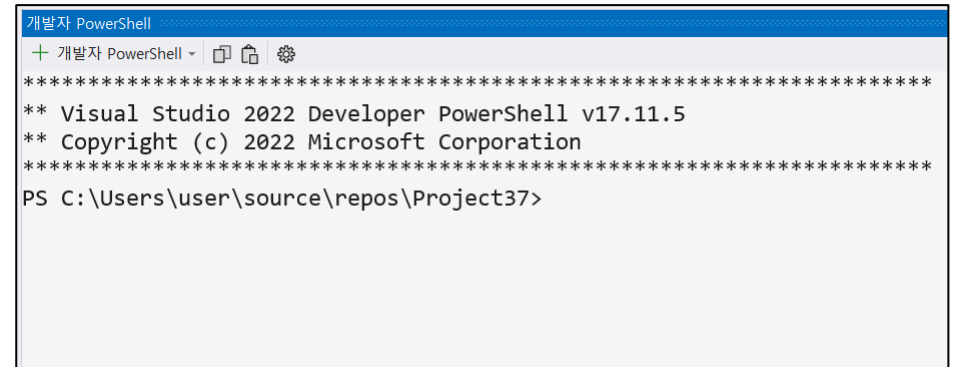 개발자 PowerShell
개발자 PowerShell
**********************************************************************
** Visual Studio 2022 Developer PowerShell v17.11.5
** Copyright (c) 2022 Microsoft Corporation
**********************************************************************
PS C:\Users\user\source\repos\Project37>